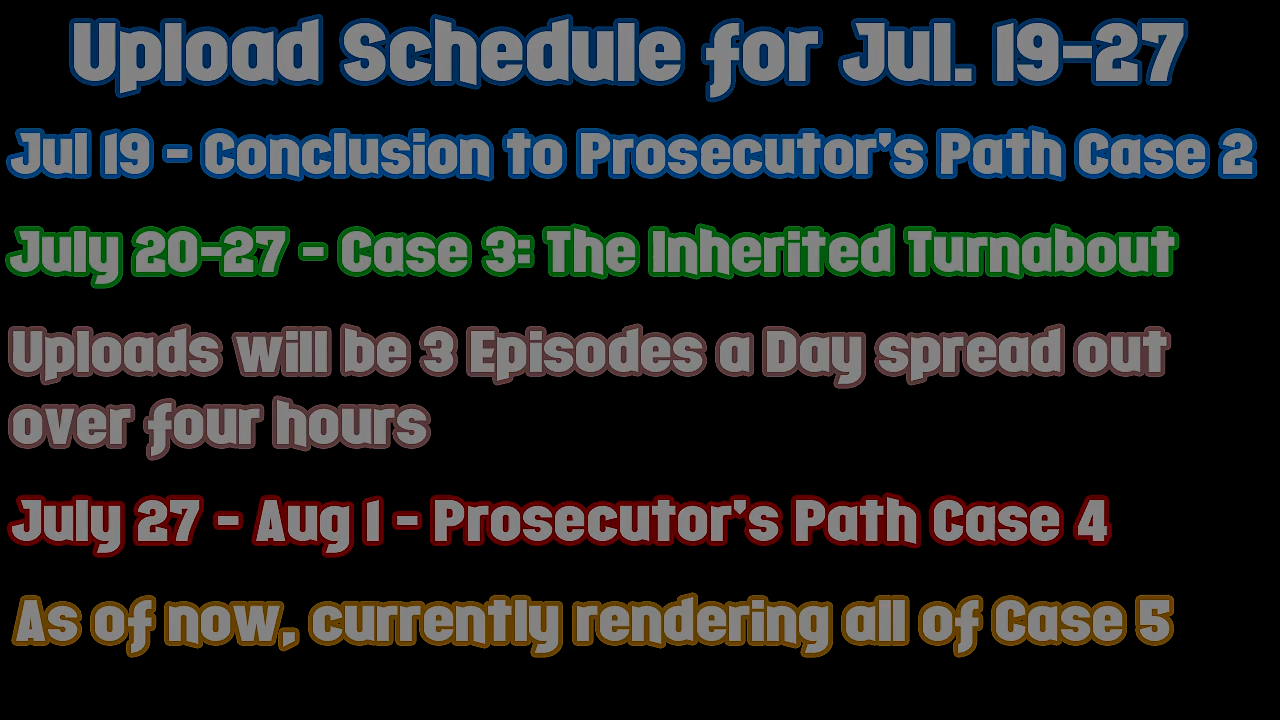 Upload Schedule for Jul. 19-27
Jul 19 - Conclusion to Prosecutor's Path Case 2
July 20-27 - Case 3: The Inherited Turnabout
Uploads will be 3 Episodes a Day spread out
over four hours
July 27 - Aug 1 - Prosecutor's Path Case 4
As of now, currently rendering all of Case 5